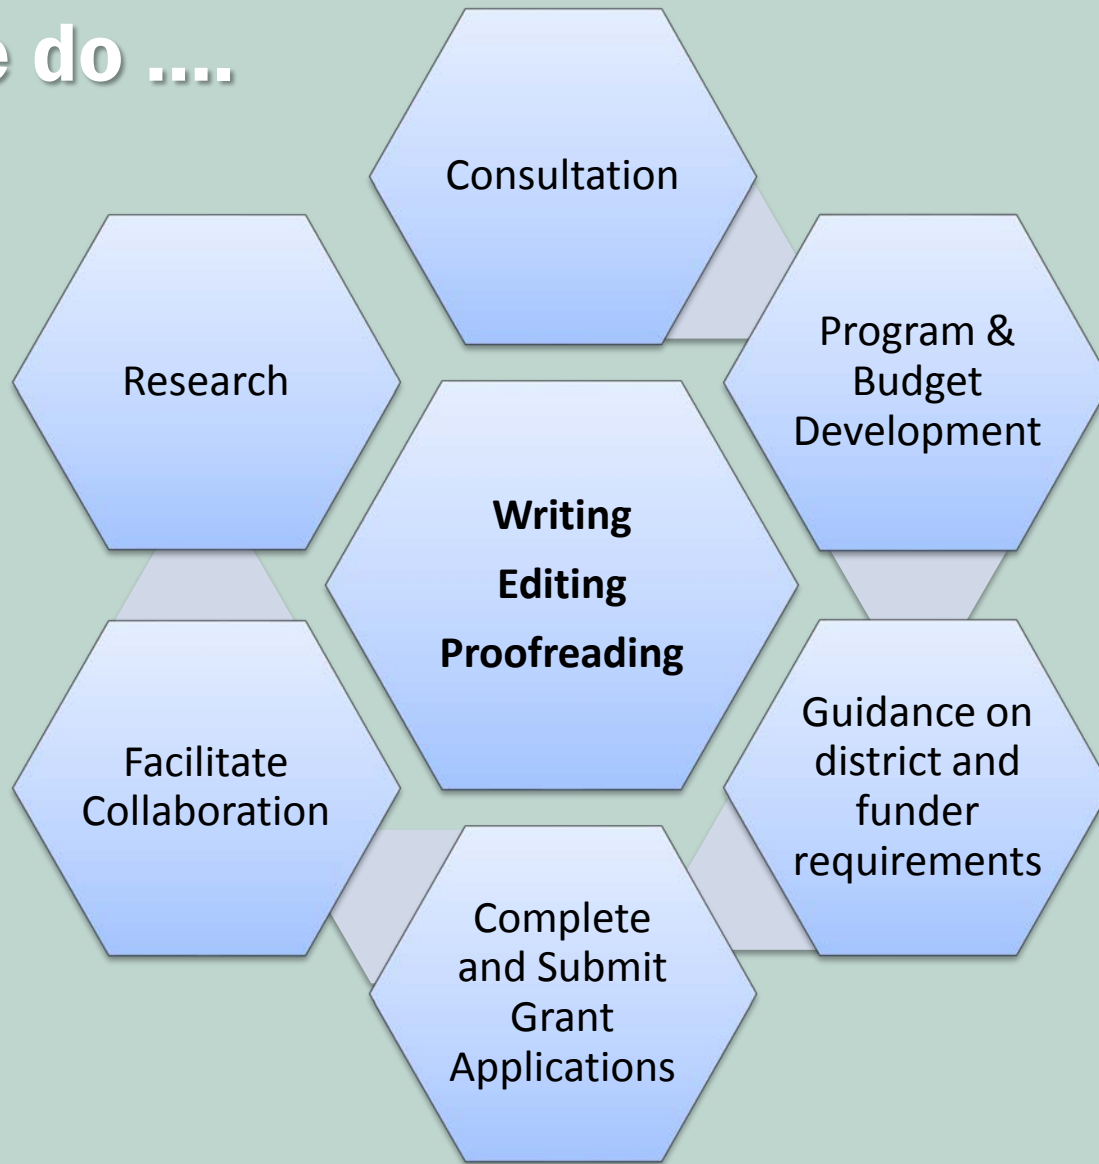 e do ....
Consultation
Program &
Budget
Development
Guidance on
district and
funder
requirements
Complete
and Submit
Grant
Applications
Facilitate
Collaboration
Research
Writing
Editing
Proofreading